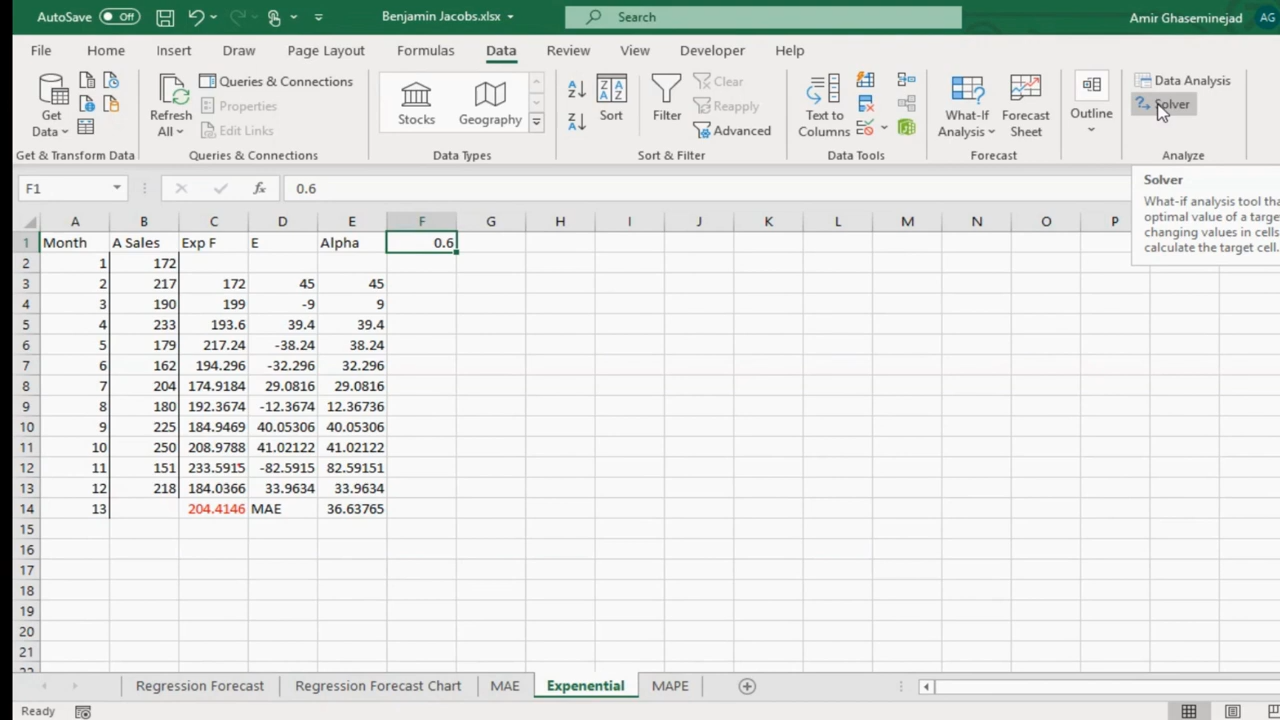 AutoSave Off Benjamin Jacobs.xlsx Search Amir Ghaseminejad AG
File Home Insert Draw Page Layout Formulas Data Review View Developer Help
Get Data
Refresh All
Queries & Connections
Properties
Edit Links
Stocks Geography
Sort Filter
Clear
Reapply
Advanced
Text to Columns
What-If Analysis
Forecast Sheet
Outline
Data Analysis
Solver
Get & Transform Data Queries & Connections Data Types Sort & Filter Data Tools Forecast Analyze
Solver
What-if analysis tool tha
optimal value of a targe
changing values in cells
calculate the target cell.
F1 fx 0.6
A B C D E F G H I J K L M N O P
1 Month A Sales Exp F E Alpha 0.6
2 1 172
3 2 217 172 45 45
4 3 190 199 -9 9
5 4 233 193.6 39.4 39.4
6 5 179 217.24 -38.24 38.24
7 6 162 194.296 -32.296 32.296
8 7 204 174.9184 29.0816 29.0816
9 8 180 192.3674 -12.3674 12.36736
10 9 225 184.9469 40.05306 40.05306
11 10 250 208.9788 41.02122 41.02122
12 11 151 233.5915 -82.5915 82.59151
13 12 218 184.0366 33.9634 33.9634
14 13 204.4146 MAE 36.63765
15
16
17
18
19
20
21
22
Regression Forecast Regression Forecast Chart MAE Expenential MAPE
Ready